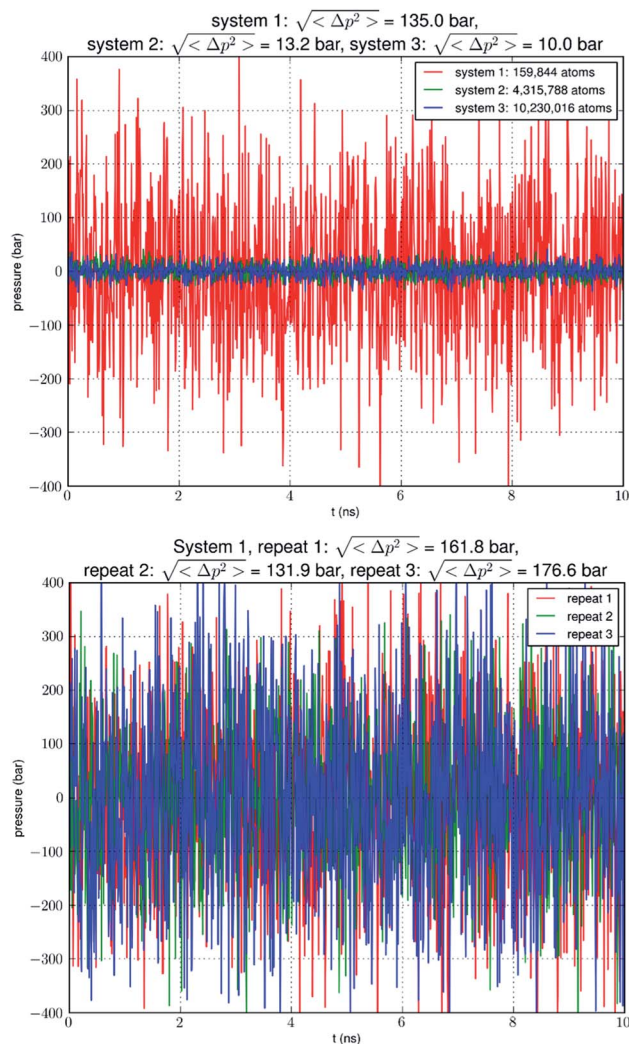 system 1: √<Δp²> = 135.0 bar,
system 2: √<Δp²> = 13.2 bar, system 3: √<Δp²> = 10.0 bar
400
300
200
100
0
−100
−200
−300
−400
pressure (bar)
system 1: 159,844 atoms
system 2: 4,315,788 atoms
system 3: 10,230,016 atoms
0 2 4 6 8 10
t (ns)
System 1, repeat 1: √<Δp²> = 161.8 bar,
repeat 2: √<Δp²> = 131.9 bar, repeat 3: √<Δp²> = 176.6 bar
400
300
200
100
0
−100
−200
−300
−400
pressure (bar)
repeat 1
repeat 2
repeat 3
0 2 4 6 8 10
t (ns)